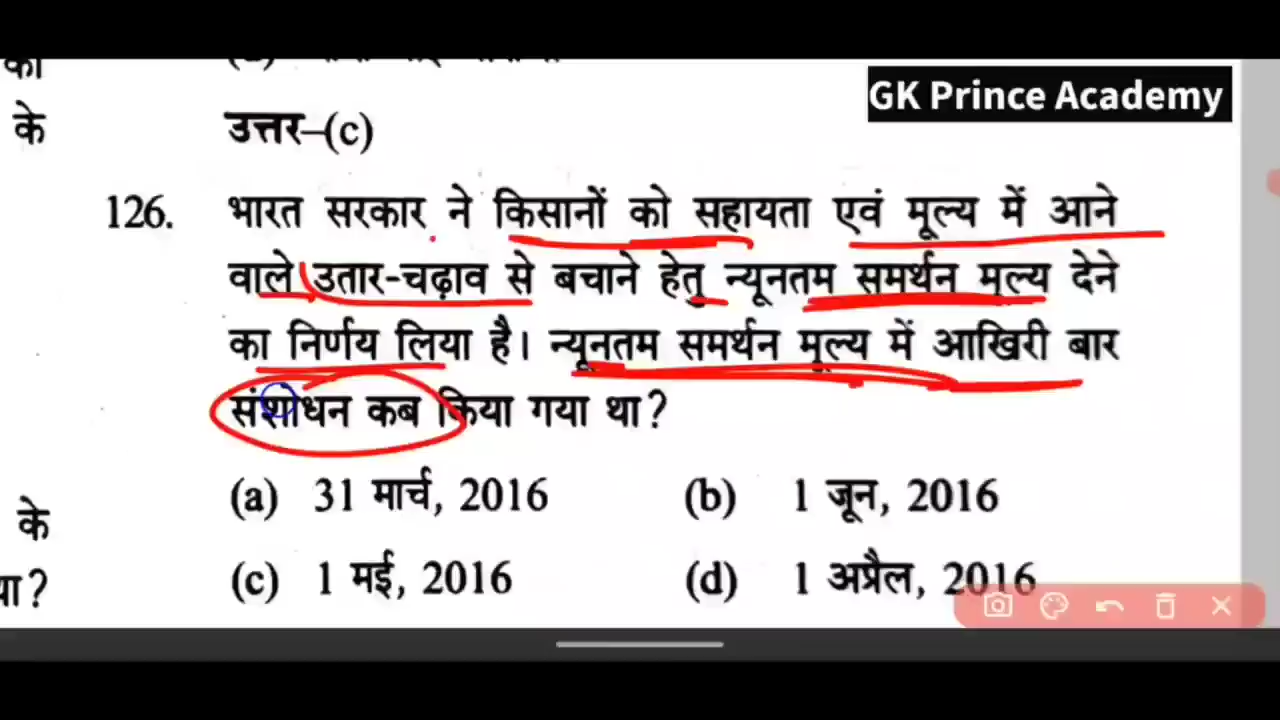 को
GK Prince Academy
के
उत्तर–(c)
126. भारत सरकार ने किसानों को सहायता एवं मूल्य में आने
वाले उतार-चढ़ाव से बचाने हेतु न्यूनतम समर्थन मूल्य देने
का निर्णय लिया है। न्यूनतम समर्थन मूल्य में आखिरी बार
संशोधन कब किया गया था?
(a) 31 मार्च, 2016 (b) 1 जून, 2016
के
(c) 1 मई, 2016 (d) 1 अप्रैल, 2016